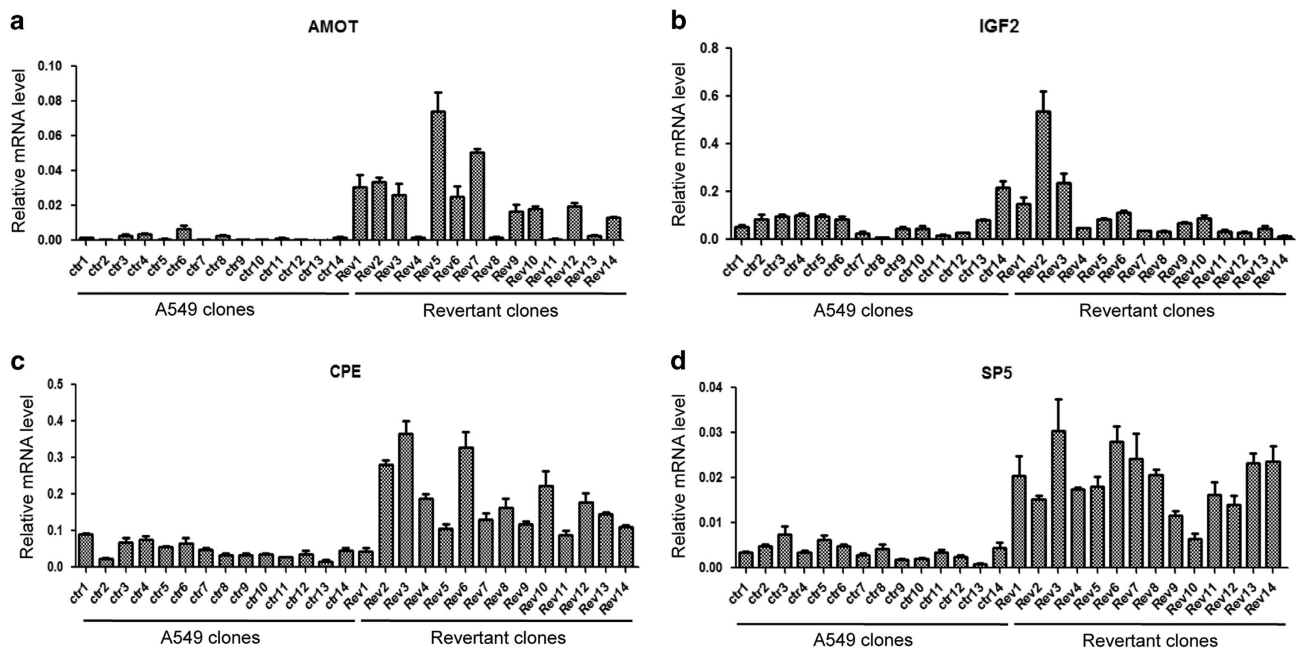 a
AMOT
Relative mRNA level
0.10
0.08
0.06
0.04
0.02
0.00
ctr1 ctr2 ctr3 ctr4 ctr5 ctr6 ctr7 ctr8 ctr9 ctr10 ctr11 ctr12 ctr13 ctr14 Rev1 Rev2 Rev3 Rev4 Rev5 Rev6 Rev7 Rev8 Rev9 Rev10 Rev11 Rev12 Rev13 Rev14
A549 clones Revertant clones
b
IGF2
Relative mRNA level
0.8
0.6
0.4
0.2
0.0
ctr1 ctr2 ctr3 ctr4 ctr5 ctr6 ctr7 ctr8 ctr9 ctr10 ctr11 ctr12 ctr13 ctr14 Rev1 Rev2 Rev3 Rev4 Rev5 Rev6 Rev7 Rev8 Rev9 Rev10 Rev11 Rev12 Rev13 Rev14
A549 clones Revertant clones
c
CPE
Relative mRNA level
0.5
0.4
0.3
0.2
0.1
0.0
ctr1 ctr2 ctr3 ctr4 ctr5 ctr6 ctr7 ctr8 ctr9 ctr10 ctr11 ctr12 ctr13 ctr14 Rev1 Rev2 Rev3 Rev4 Rev5 Rev6 Rev7 Rev8 Rev9 Rev10 Rev11 Rev12 Rev13 Rev14
A549 clones Revertant clones
d
SP5
Relative mRNA level
0.04
0.03
0.02
0.01
0.00
ctr1 ctr2 ctr3 ctr4 ctr5 ctr6 ctr7 ctr8 ctr9 ctr10 ctr11 ctr12 ctr13 ctr14 Rev1 Rev2 Rev3 Rev4 Rev5 Rev6 Rev7 Rev8 Rev9 Rev10 Rev11 Rev12 Rev13 Rev14
A549 clones Revertant clones